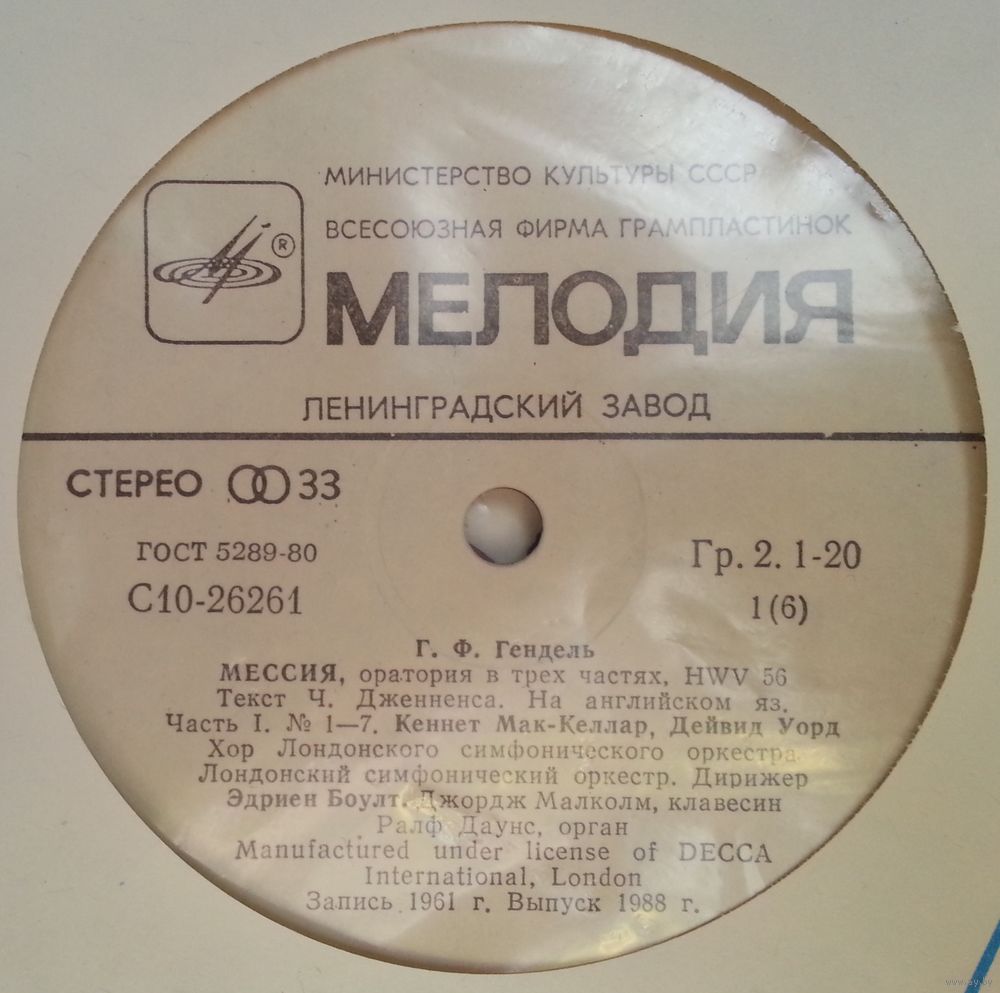 МИНИСТЕРСТВО КУЛЬТУРЫ СССР
ВСЕСОЮЗНАЯ ФИРМА ГРАМПЛАСТИНОК
®
МЕЛОДИЯ
ЛЕНИНГРАДСКИЙ ЗАВОД
СТЕРЕО 33
ГОСТ 5289-80
Гр. 2. 1-20
С10-26261
1(6)
Г. Ф. Гендель
МЕССИЯ, оратория в трех частях, HWV 56
Текст Ч. Дженненса. На английском яз.
Часть I. № 1—7. Кеннет Мак-Келлар, Дейвид Уорд
Хор Лондонского симфонического оркестра
Лондонский симфонический оркестр. Дирижер
Эдриен Боулт. Джордж Малколм, клавесин
Ралф Даунс, орган
Manufactured under license of DECCA
International, London
Запись 1961 г. Выпуск 1988 г.
www.ay.by